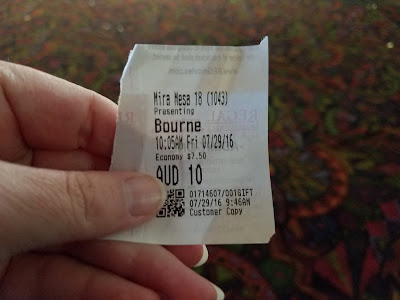 Mira Mesa 18 (1043)
Presenting
Bourne
10:05AM Fri 07/29/16
Economy $7.50
AUD 10
01714607/001GIFT
07/29/16 9:46AM
Customer Copy
REGAL